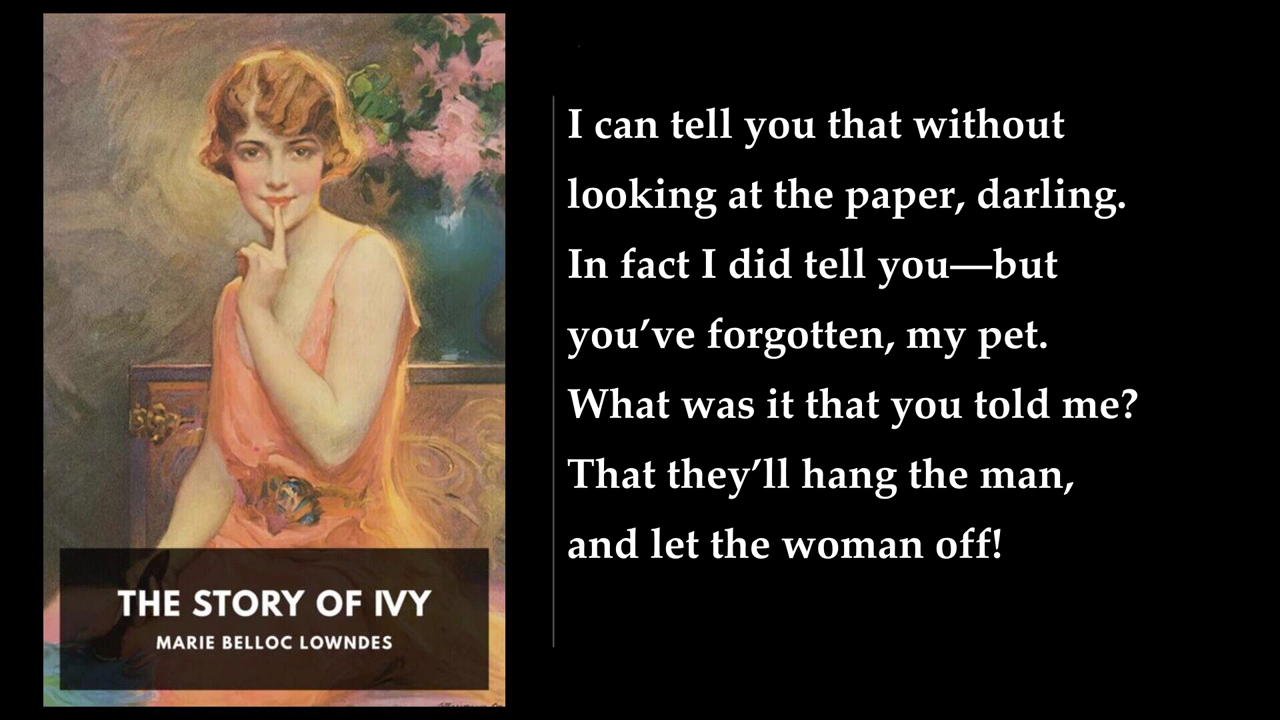 THE STORY OF IVY
MARIE BELLOC LOWNDES
I can tell you that without
looking at the paper, darling.
In fact I did tell you—but
you’ve forgotten, my pet.
What was it that you told me?
That they’ll hang the man,
and let the woman off!